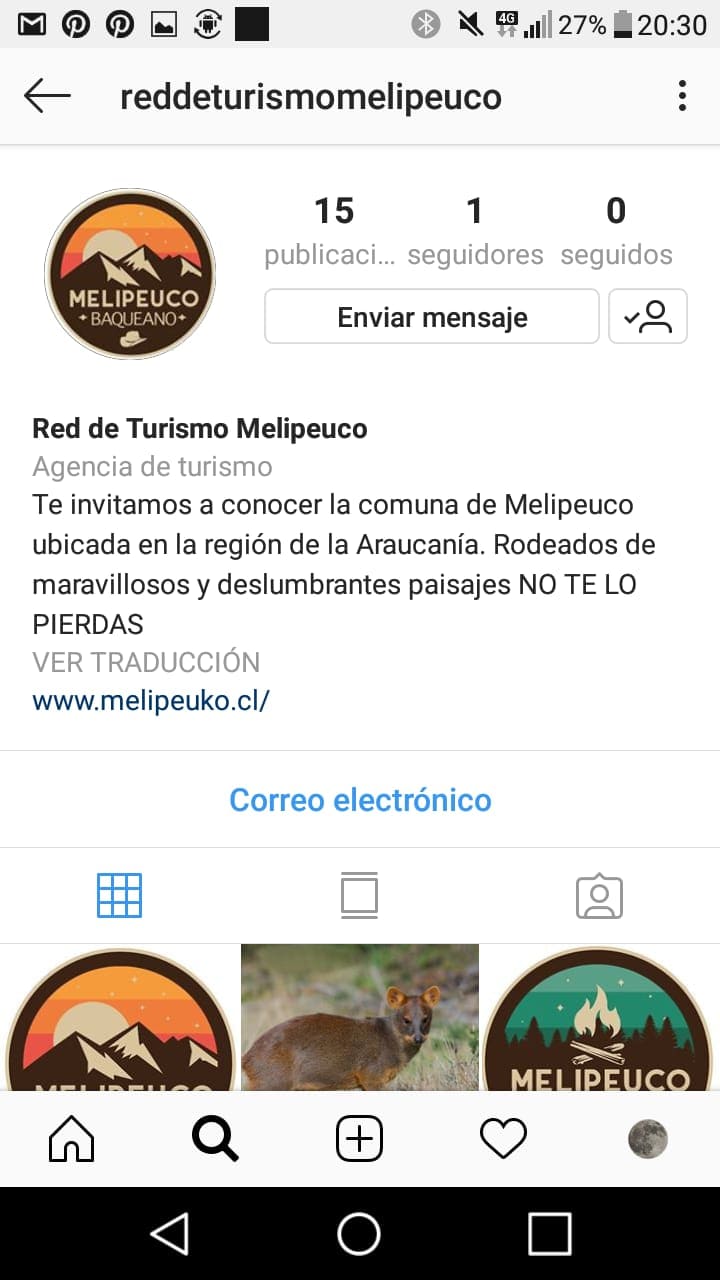 4G
27%
20:30
reddeturismomelipeuco
MELIPEUCO
BAQUEANO
15
1
0
publicaci...
seguidores
seguidos
Enviar mensaje
Red de Turismo Melipeuco
Agencia de turismo
Te invitamos a conocer la comuna de Melipeuco
ubicada en la región de la Araucanía. Rodeados de
maravillosos y deslumbrantes paisajes NO TE LO
PIERDAS
VER TRADUCCIÓN
www.melipeuko.cl/
Correo electrónico
MELIPEUCO
MELIPEUCO